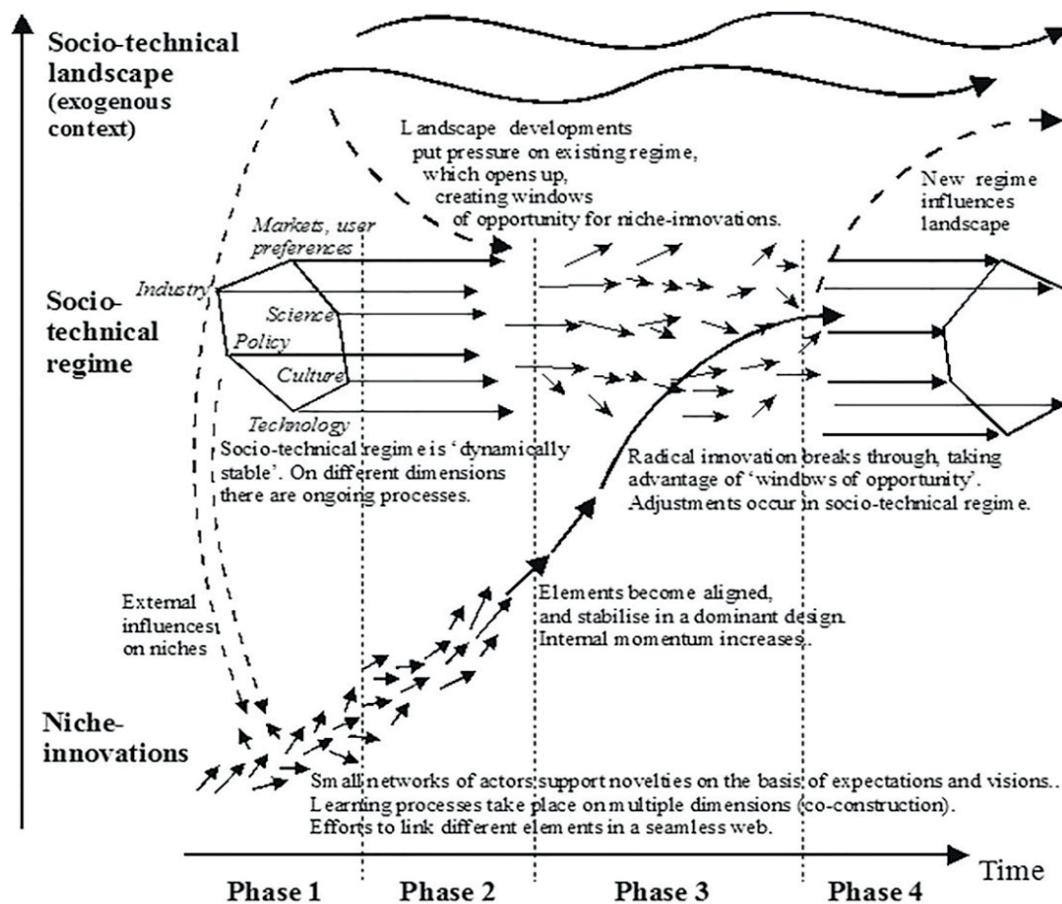 Socio-technical
landscape
(exogenous
context)
Landscape developments
put pressure on existing regime,
which opens up,
creating windows
of opportunity for niche-innovations.
New regime
influences
landscape
Markets, user
preferences
Industry
Science
Policy
Culture
Technology
Socio-
technical
regime
Socio-technical regime is ‘dynamically
stable’. On different dimensions
there are ongoing processes.
Radical innovation breaks through, taking
advantage of ‘windows of opportunity’.
Adjustments occur in socio-technical regime.
External
influences
on niches
Elements become aligned,
and stabilise in a dominant design.
Internal momentum increases..
Niche-
innovations
Small networks of actors support novelties on the basis of expectations and visions..
Learning processes take place on multiple dimensions (co-construction).
Efforts to link different elements in a seamless web.
Time
Phase 1
Phase 2
Phase 3
Phase 4